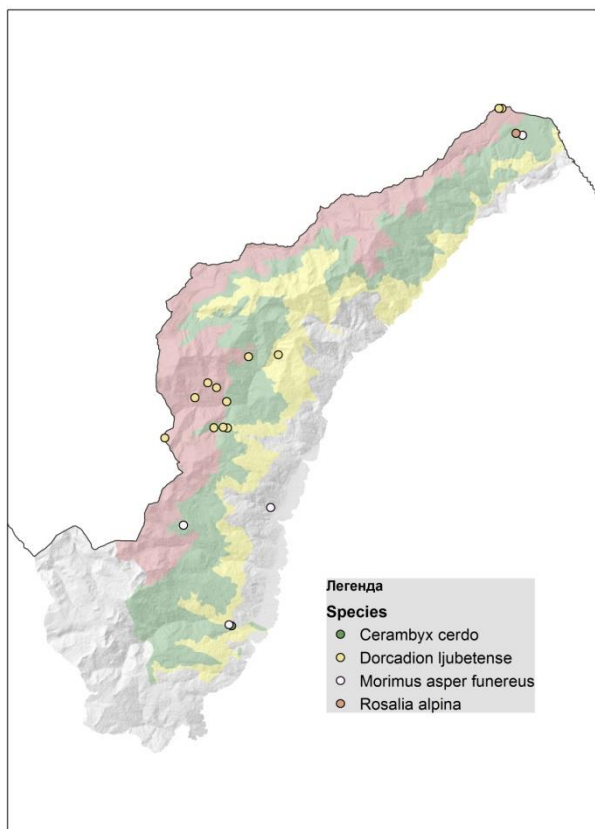 Легенда
Species
Cerambyx cerdo
Dorcadion ljubetense
Morimus asper funereus
Rosalia alpina